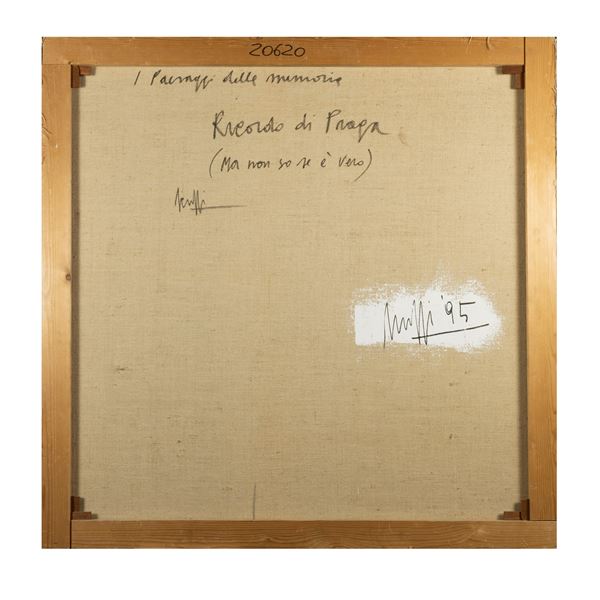 20620
I Paesaggi della memoria
Ricordo di Praga
(Ma non so se è vero)
'95